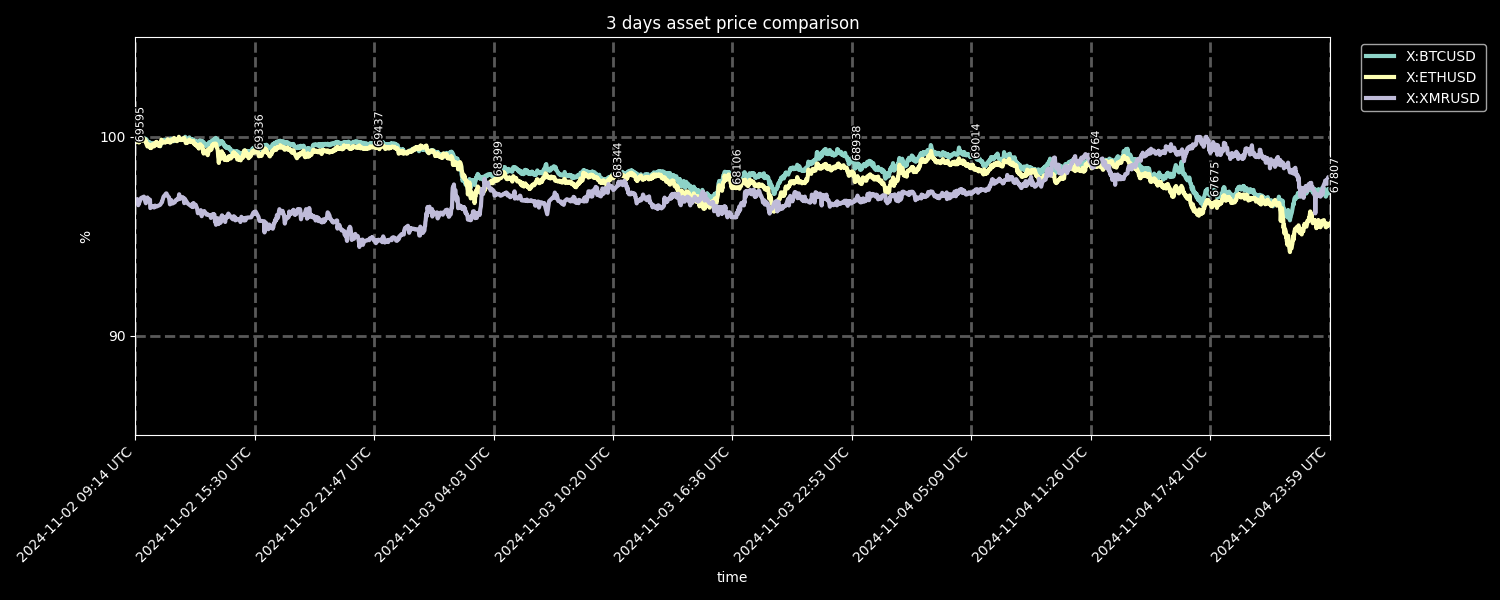 3 days asset price comparison
X:BTCUSD
X:ETHUSD
X:XMRUSD
100
90
%
69595
69336
69437
68399
68344
68106
68938
69014
68764
67675
67807
2024-11-02 09:14 UTC
2024-11-02 15:30 UTC
2024-11-02 21:47 UTC
2024-11-03 04:03 UTC
2024-11-03 10:20 UTC
2024-11-03 16:36 UTC
2024-11-03 22:53 UTC
2024-11-04 05:09 UTC
2024-11-04 11:26 UTC
2024-11-04 17:42 UTC
2024-11-04 23:59 UTC
time